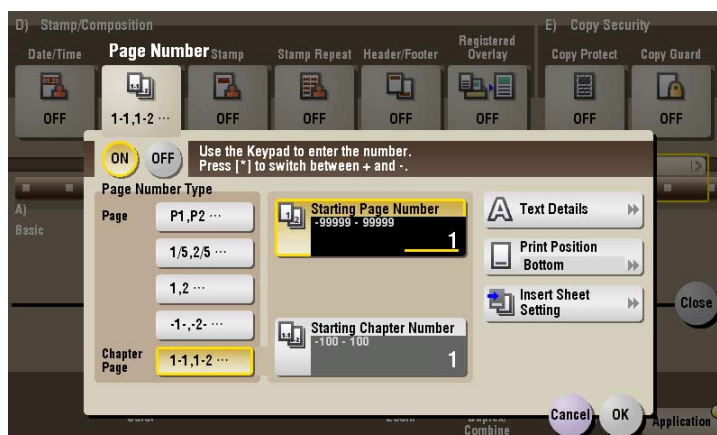 D) Stamp/Composition
E) Copy Security
Date/Time
Page Number
Stamp
Stamp Repeat
Header/Footer
Registered
Overlay
Copy Protect
Copy Guard
OFF
1-1,1-2 ···
OFF
OFF
OFF
OFF
OFF
OFF
ON
OFF
Use the Keypad to enter the number.
Press [*] to switch between + and -.
A)
Basic
Page Number Type
Page
P1,P2 ···
1/5,2/5 ···
1,2 ···
-1-,-2- ···
Chapter
Page
1-1,1-2 ···
Starting Page Number
-99999 - 99999
1
Starting Chapter Number
-100 - 100
1
Text Details
Print Position
Bottom
Insert Sheet
Setting
Close
Cancel
OK
Application
Combine